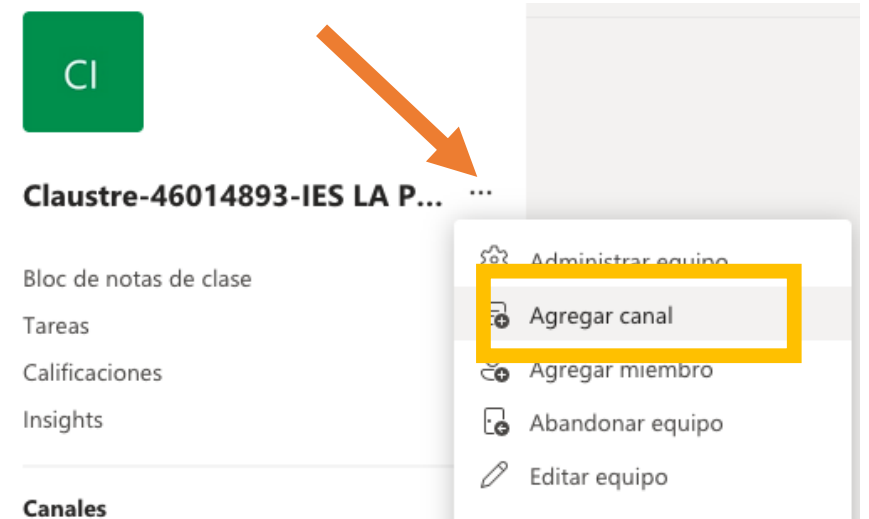 CI
Claustre-46014893-IES LA P... ...
Bloc de notas de clase
Tareas
Calificaciones
Insights
Canales
Administrar equipo
Agregar canal
Agregar miembro
Abandonar equipo
Editar equipo